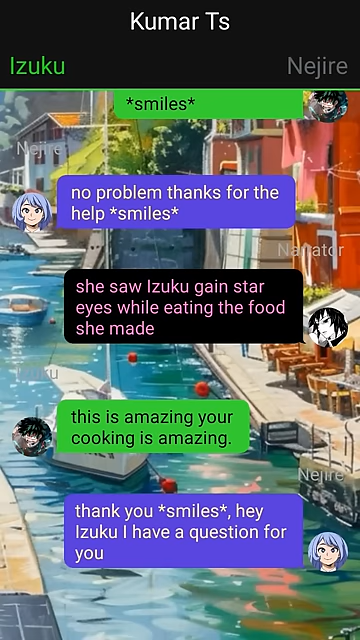 Kumar Ts
Izuku
Nejire
*smiles*
Nejire
no problem thanks for the
help *smiles*
Narrator
she saw Izuku gain star
eyes while eating the food
she made
Izuku
this is amazing your
cooking is amazing.
Nejire
thank you *smiles*, hey
Izuku I have a question for
you